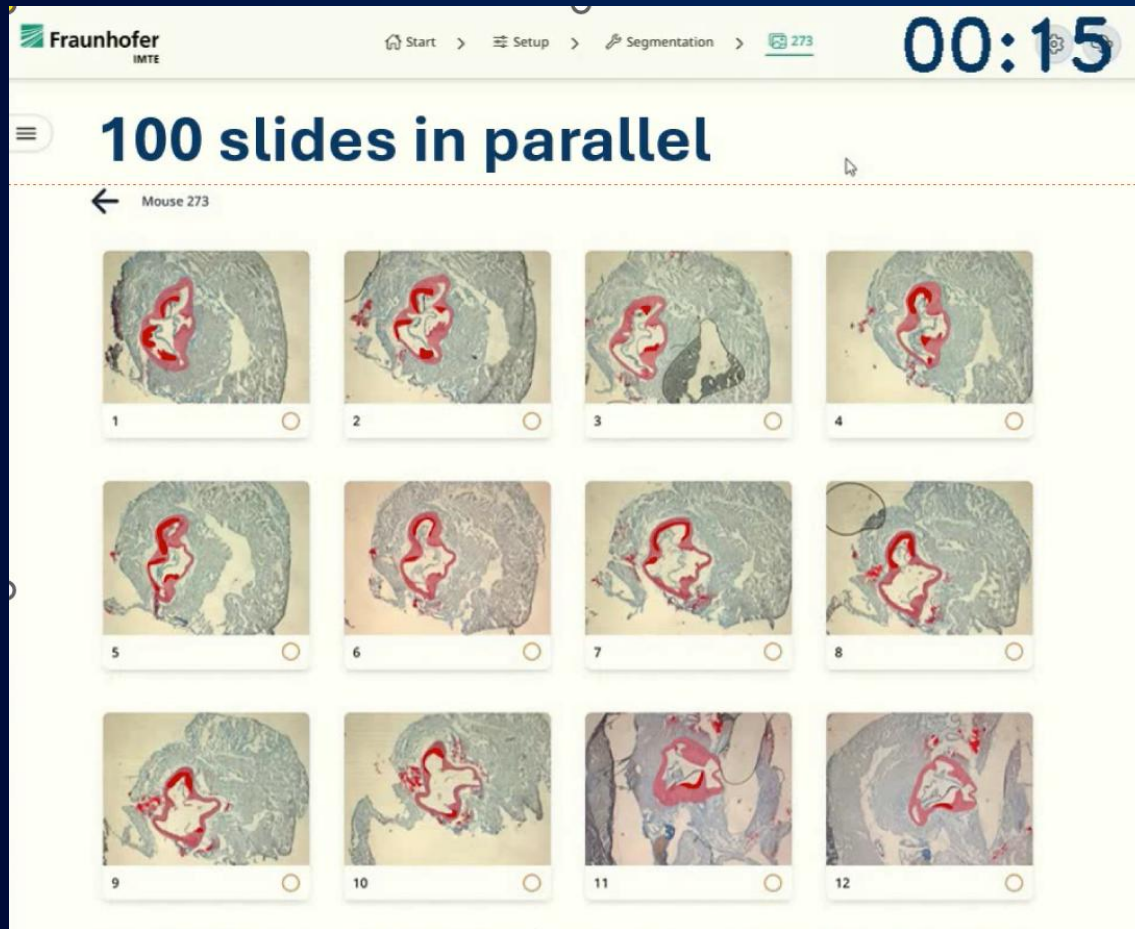 Fraunhofer
IMTE
Start > Setup > Segmentation > 273
00:15
100 slides in parallel
Mouse 273
1
2
3
4
5
6
7
8
9
10
11
12